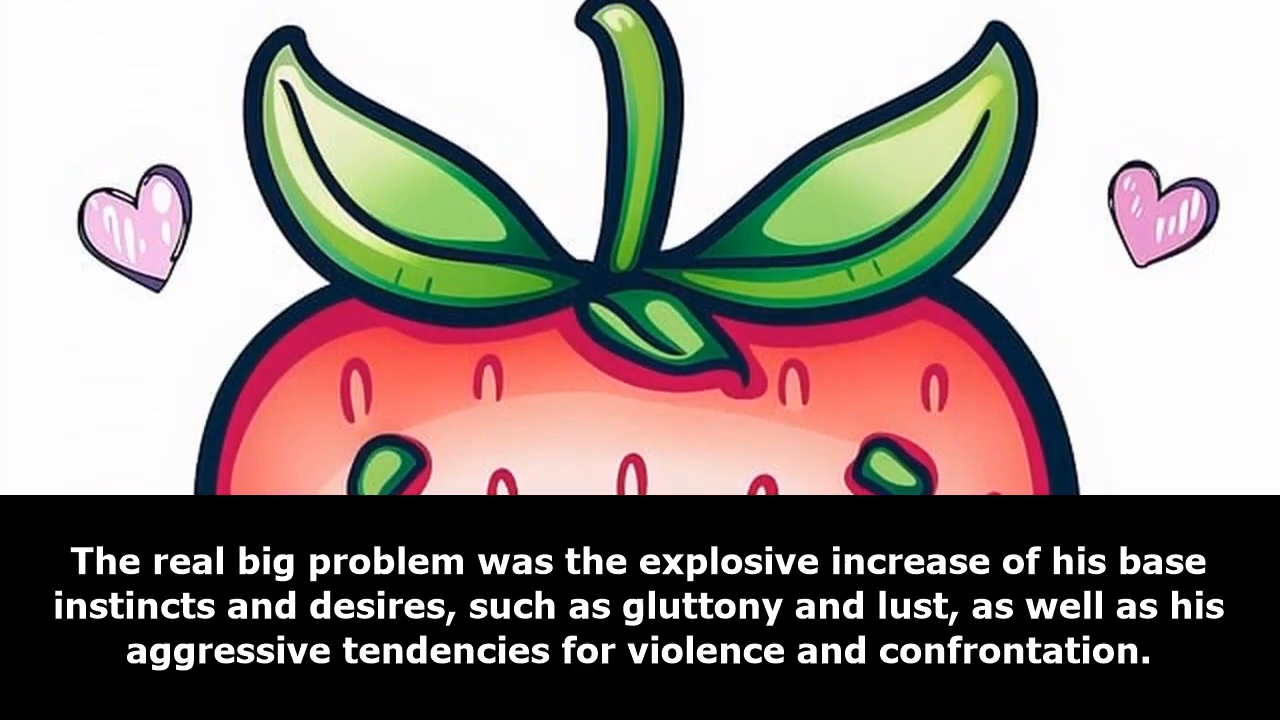 The real big problem was the explosive increase of his base
instincts and desires, such as gluttony and lust, as well as his
aggressive tendencies for violence and confrontation.